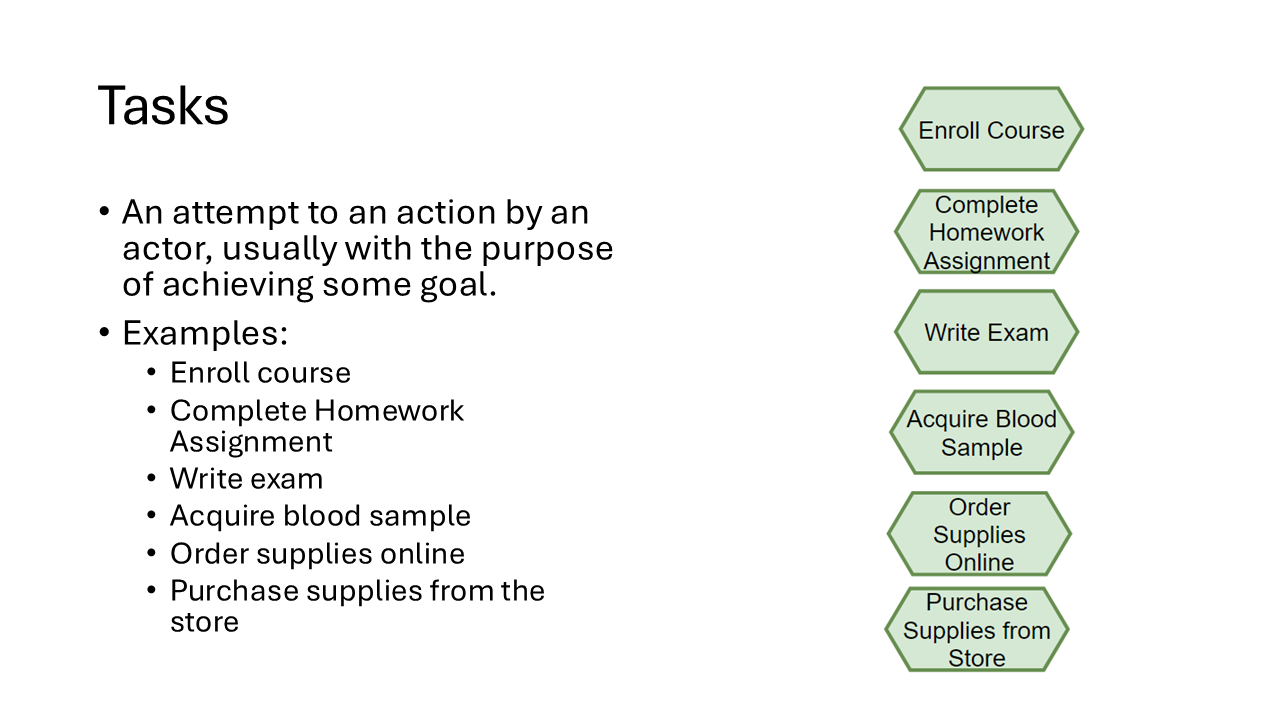 Tasks
• An attempt to an action by an
actor, usually with the purpose
of achieving some goal.
• Examples:
• Enroll course
• Complete Homework
Assignment
• Write exam
• Acquire blood sample
• Order supplies online
• Purchase supplies from the
store
Enroll Course
Complete
Homework
Assignment
Write Exam
Acquire Blood
Sample
Order
Supplies
Online
Purchase
Supplies from
Store